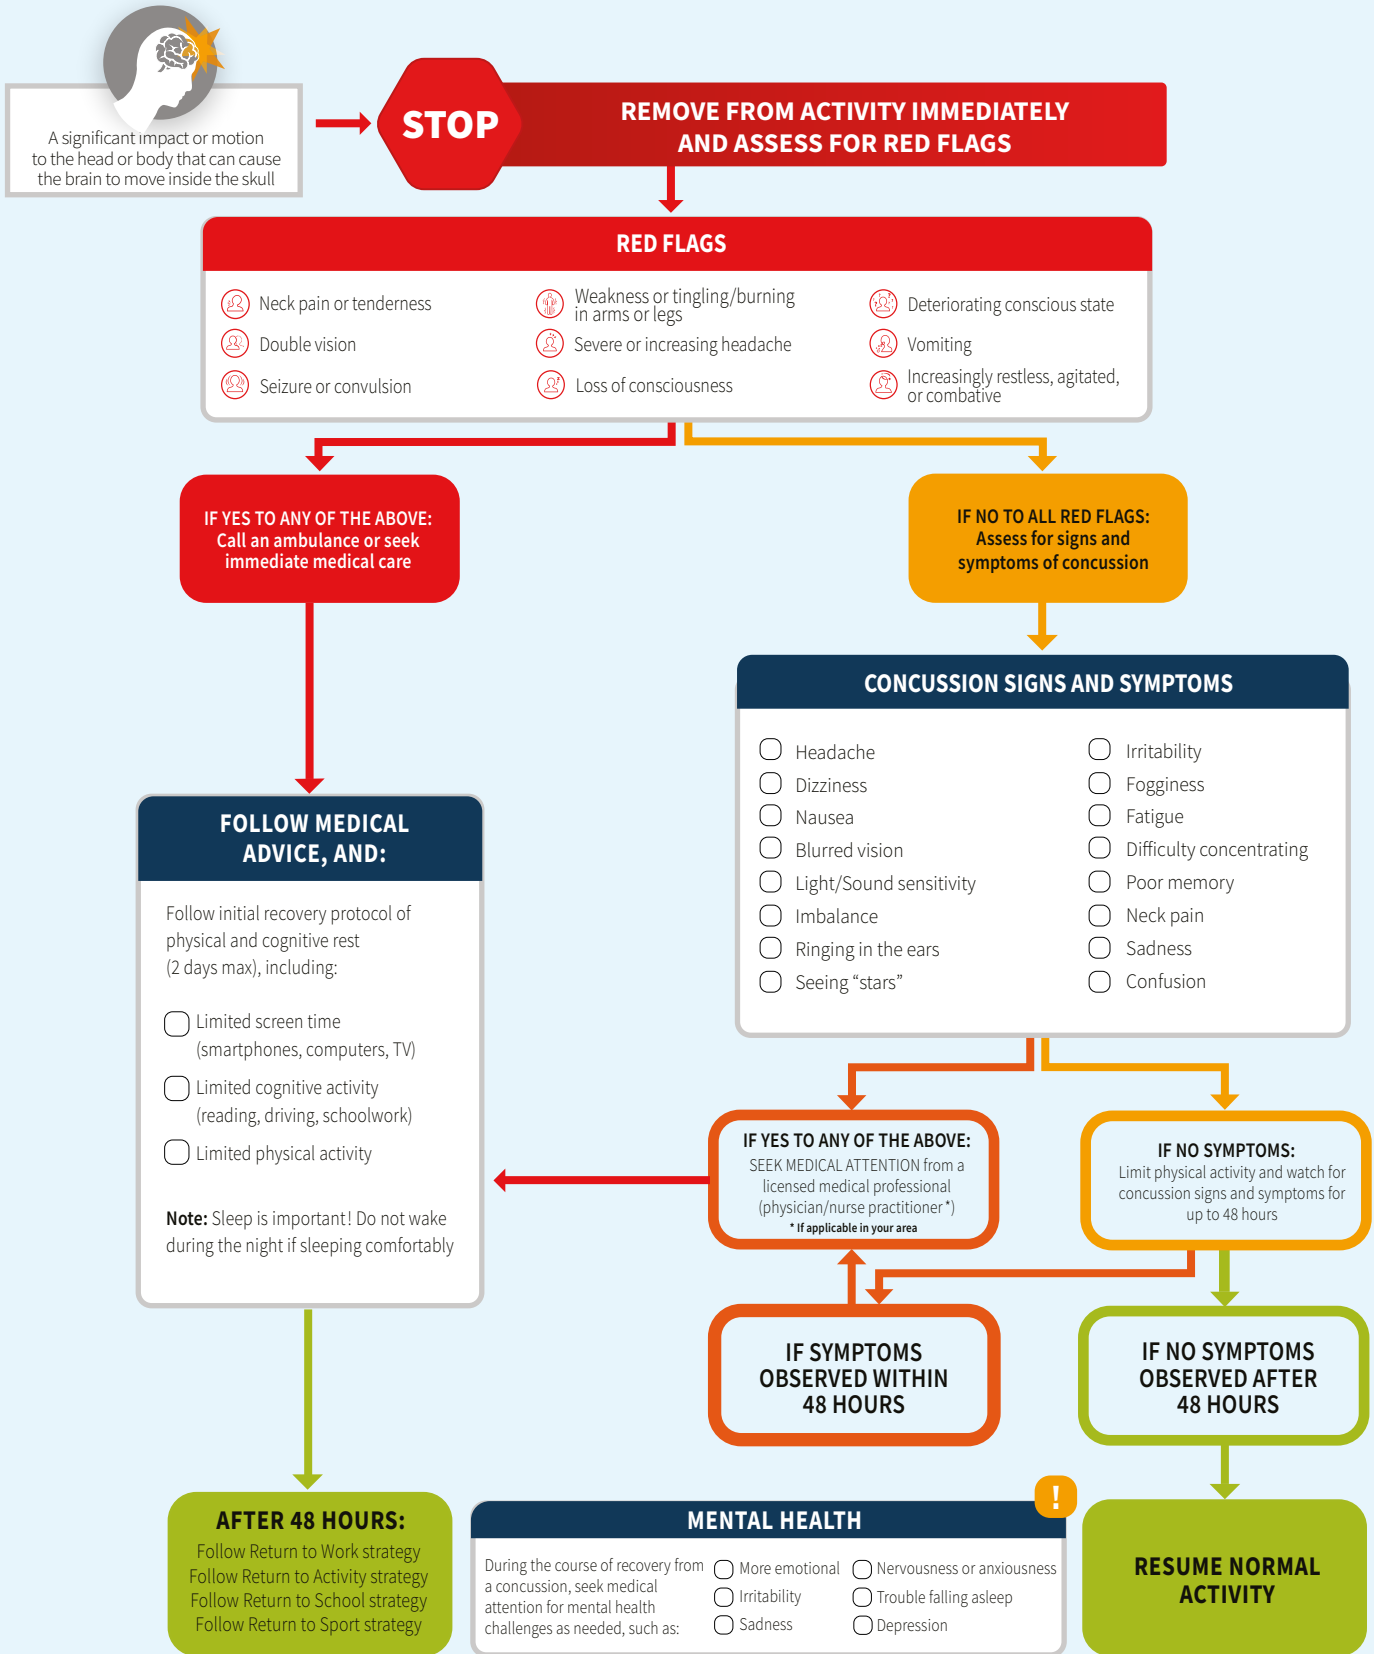 A significant impact or motion
to the head or body that can cause
the brain to move inside the skull
STOP
REMOVE FROM ACTIVITY IMMEDIATELY
AND ASSESS FOR RED FLAGS
RED FLAGS
Neck pain or tenderness
Double vision
Seizure or convulsion
Weakness or tingling/burning
in arms or legs
Severe or increasing headache
Loss of consciousness
Deteriorating conscious state
Vomiting
Increasingly restless, agitated,
or combative
IF YES TO ANY OF THE ABOVE:
Call an ambulance or seek
immediate medical care
IF NO TO ALL RED FLAGS:
Assess for signs and
symptoms of concussion
CONCUSSION SIGNS AND SYMPTOMS
Headache
Dizziness
Nausea
Blurred vision
Light/Sound sensitivity
Imbalance
Ringing in the ears
Seeing “stars”
Irritability
Fogginess
Fatigue
Difficulty concentrating
Poor memory
Neck pain
Sadness
Confusion
FOLLOW MEDICAL
ADVICE, AND:
Follow initial recovery protocol of
physical and cognitive rest
(2 days max), including:
Limited screen time
(smartphones, computers, TV)
Limited cognitive activity
(reading, driving, schoolwork)
Limited physical activity
Note: Sleep is important! Do not wake
during the night if sleeping comfortably
IF YES TO ANY OF THE ABOVE:
SEEK MEDICAL ATTENTION from a
licensed medical professional
(physician/nurse practitioner*)
* If applicable in your area
IF NO SYMPTOMS:
Limit physical activity and watch for
concussion signs and symptoms for
up to 48 hours
IF SYMPTOMS
OBSERVED WITHIN
48 HOURS
IF NO SYMPTOMS
OBSERVED AFTER
48 HOURS
AFTER 48 HOURS:
Follow Return to Work strategy
Follow Return to Activity strategy
Follow Return to School strategy
Follow Return to Sport strategy
!
MENTAL HEALTH
During the course of recovery from
a concussion, seek medical
attention for mental health
challenges as needed, such as:
More emotional
Irritability
Sadness
Nervousness or anxiousness
Trouble falling asleep
Depression
RESUME NORMAL
ACTIVITY